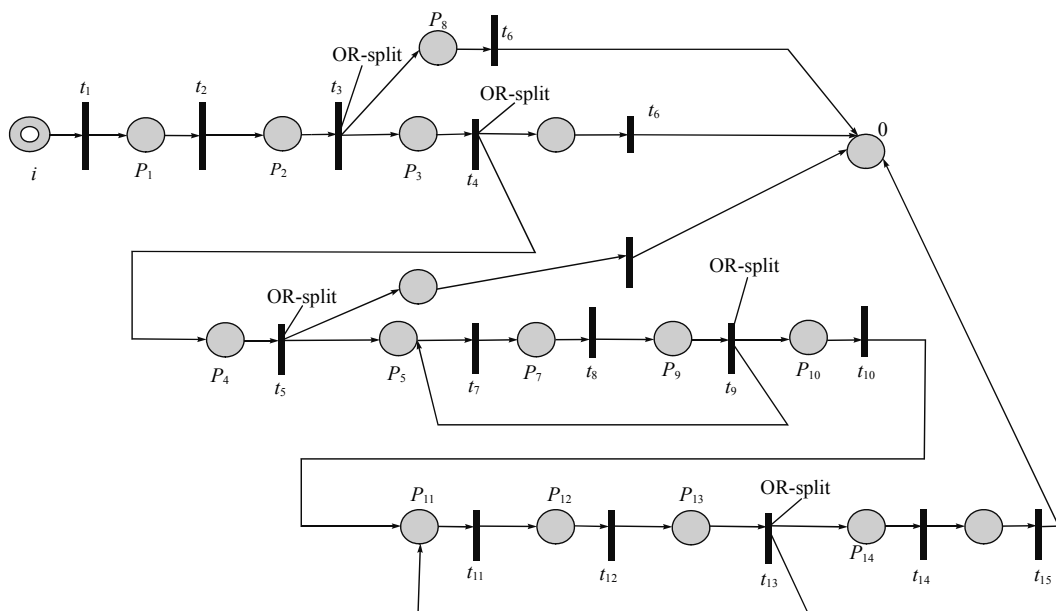 P8
t6
OR-split
t1
t2
t3
OR-split
t6
0
i
P1
P2
P3
t4
OR-split
OR-split
P4
t5
P5
t7
P7
t8
P9
t9
P10
t10
P11
P12
P13
OR-split
t11
t12
t13
P14
t14
t15